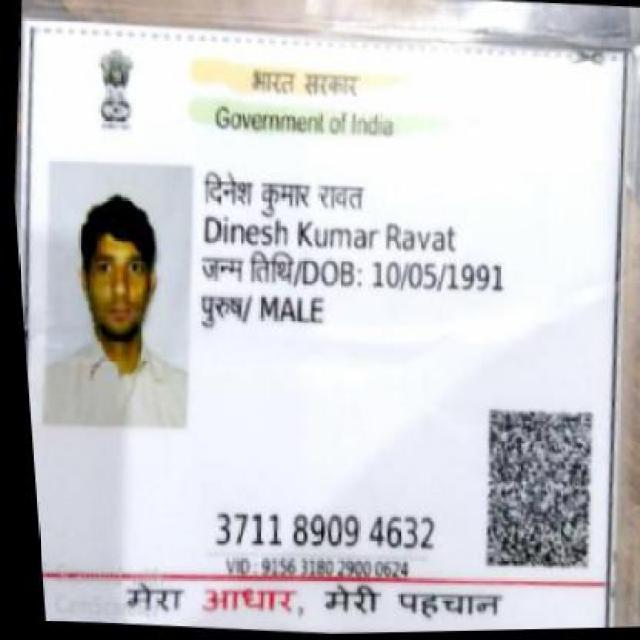 भारत सरकार
Government of India
दिनेश कुमार रावत
Dinesh Kumar Ravat
जन्म तिथि/DOB: 10/05/1991
पुरुष/ MALE
3711 8909 4632
VID : 9156 3180 2900 0624
मेरा आधार, मेरी पहचान